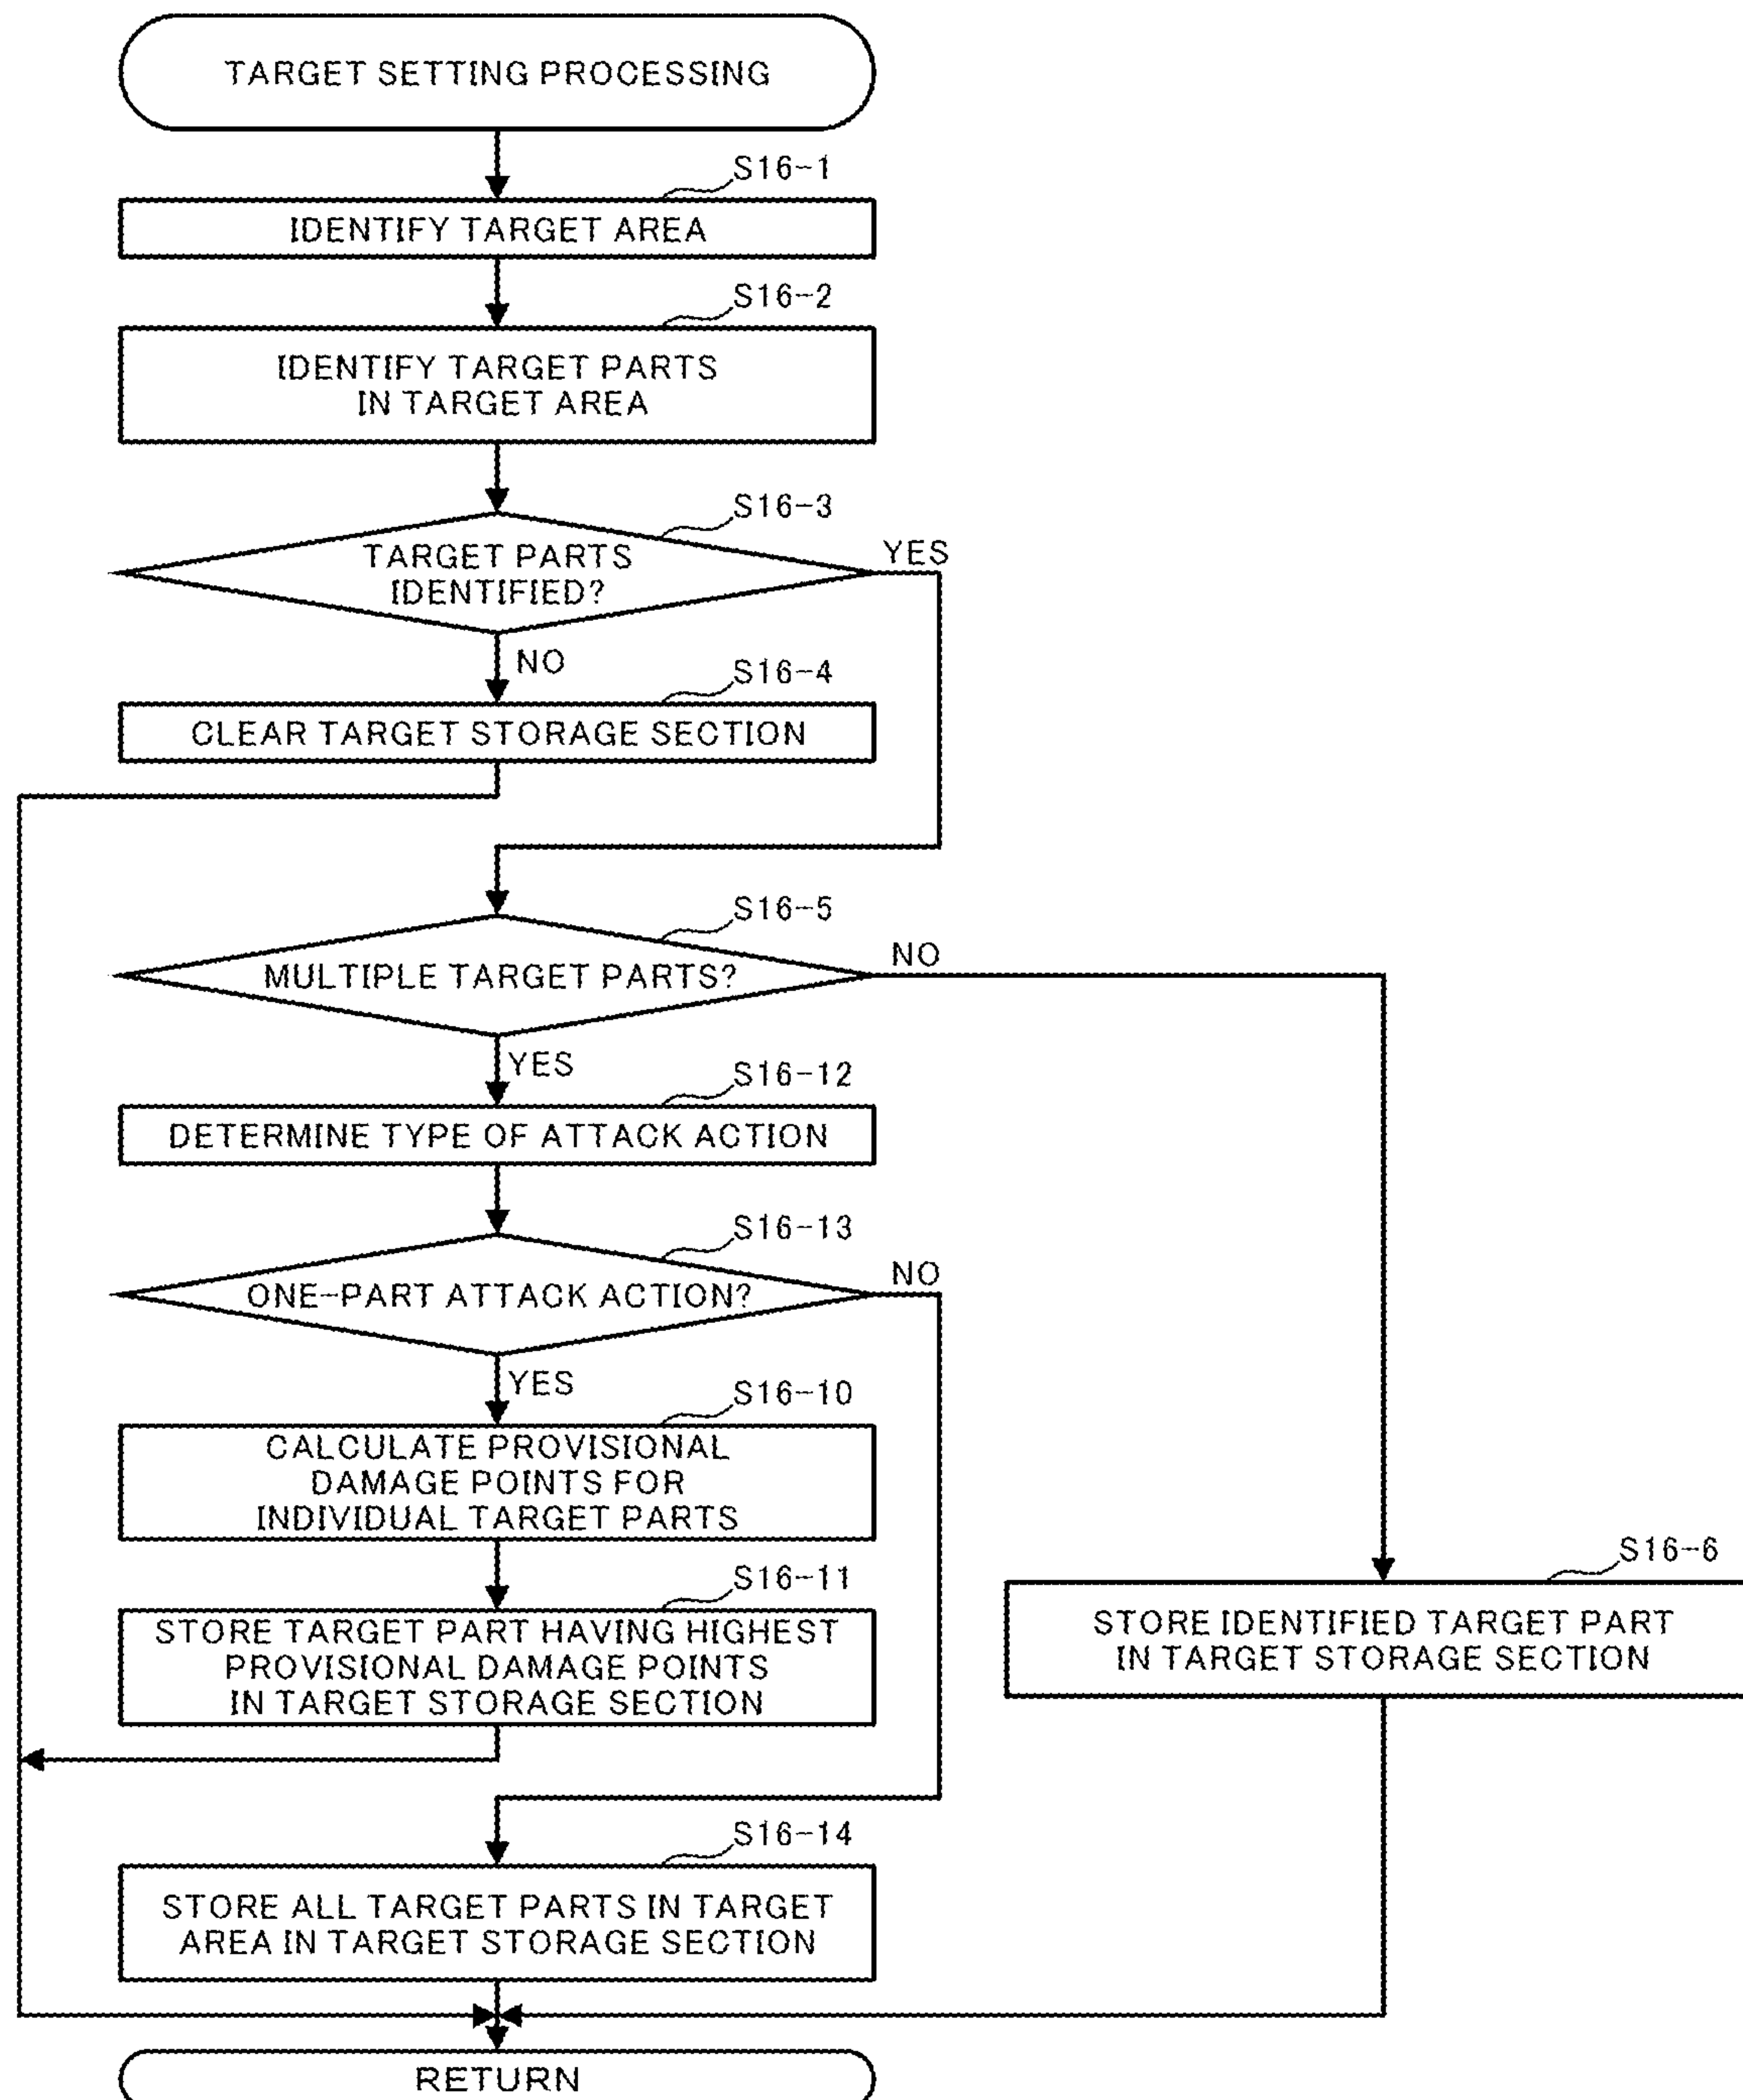 TARGET SETTING PROCESSING
S16-1
IDENTIFY TARGET AREA
S16-2
IDENTIFY TARGET PARTS
IN TARGET AREA
S16-3
TARGET PARTS
IDENTIFIED?
YES
NO
S16-4
CLEAR TARGET STORAGE SECTION
S16-5
MULTIPLE TARGET PARTS?
NO
YES
S16-12
DETERMINE TYPE OF ATTACK ACTION
S16-13
ONE-PART ATTACK ACTION?
NO
YES
S16-10
CALCULATE PROVISIONAL
DAMAGE POINTS FOR
INDIVIDUAL TARGET PARTS
S16-11
STORE TARGET PART HAVING HIGHEST
PROVISIONAL DAMAGE POINTS
IN TARGET STORAGE SECTION
S16-6
STORE IDENTIFIED TARGET PART
IN TARGET STORAGE SECTION
S16-14
STORE ALL TARGET PARTS IN TARGET
AREA IN TARGET STORAGE SECTION
RETURN